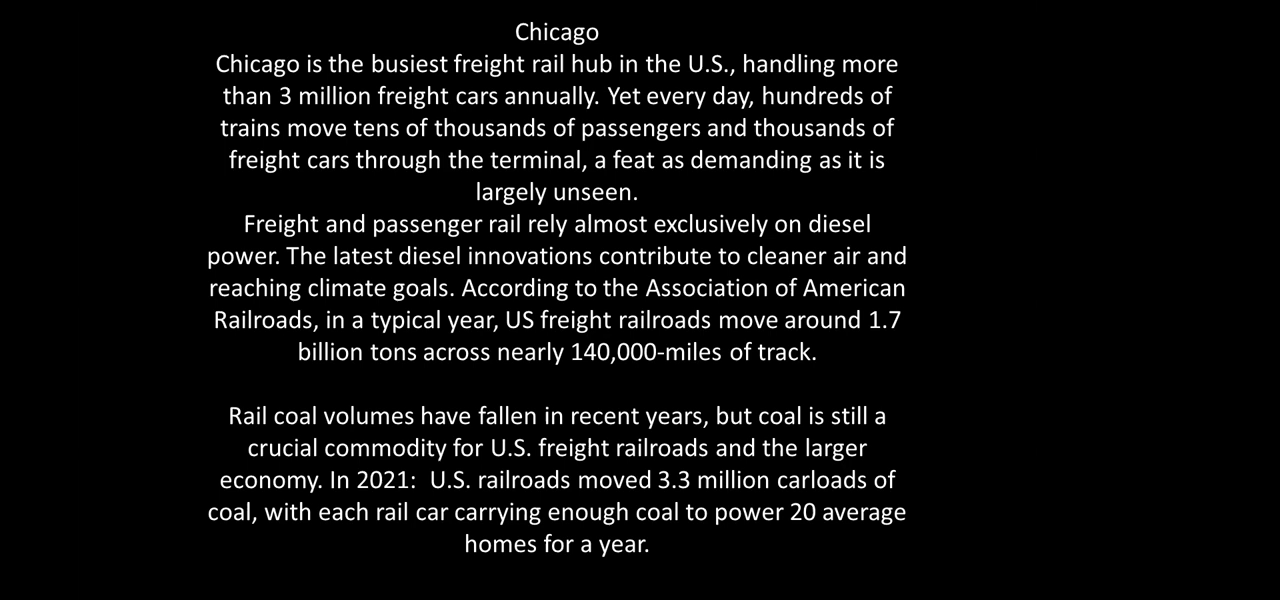 Chicago
Chicago is the busiest freight rail hub in the U.S., handling more
than 3 million freight cars annually. Yet every day, hundreds of
trains move tens of thousands of passengers and thousands of
freight cars through the terminal, a feat as demanding as it is
largely unseen.
Freight and passenger rail rely almost exclusively on diesel
power. The latest diesel innovations contribute to cleaner air and
reaching climate goals. According to the Association of American
Railroads, in a typical year, US freight railroads move around 1.7
billion tons across nearly 140,000-miles of track.
Rail coal volumes have fallen in recent years, but coal is still a
crucial commodity for U.S. freight railroads and the larger
economy. In 2021:  U.S. railroads moved 3.3 million carloads of
coal, with each rail car carrying enough coal to power 20 average
homes for a year.